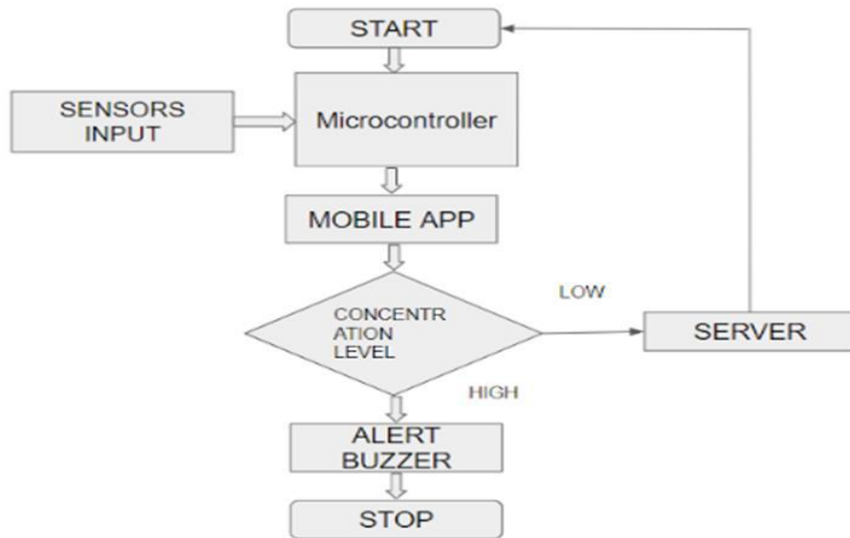 START
SENSORS
INPUT
Microcontroller
MOBILE APP
LOW
CONCENTR
ATION
LEVEL
SERVER
HIGH
ALERT
BUZZER
STOP